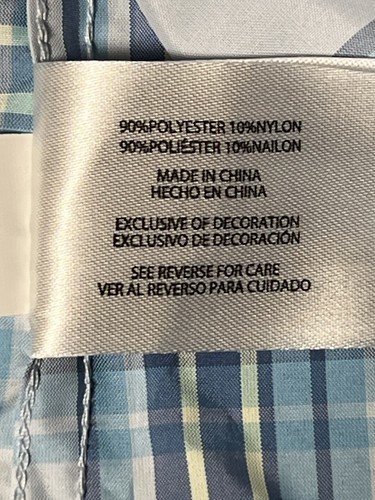 90%POLYESTER 10%NYLON
90%POLIÉSTER 10%NAILON
MADE IN CHINA
HECHO EN CHINA
EXCLUSIVE OF DECORATION
EXCLUSIVO DE DECORACIÓN
SEE REVERSE FOR CARE
VER AL REVERSO PARA CUIDADO